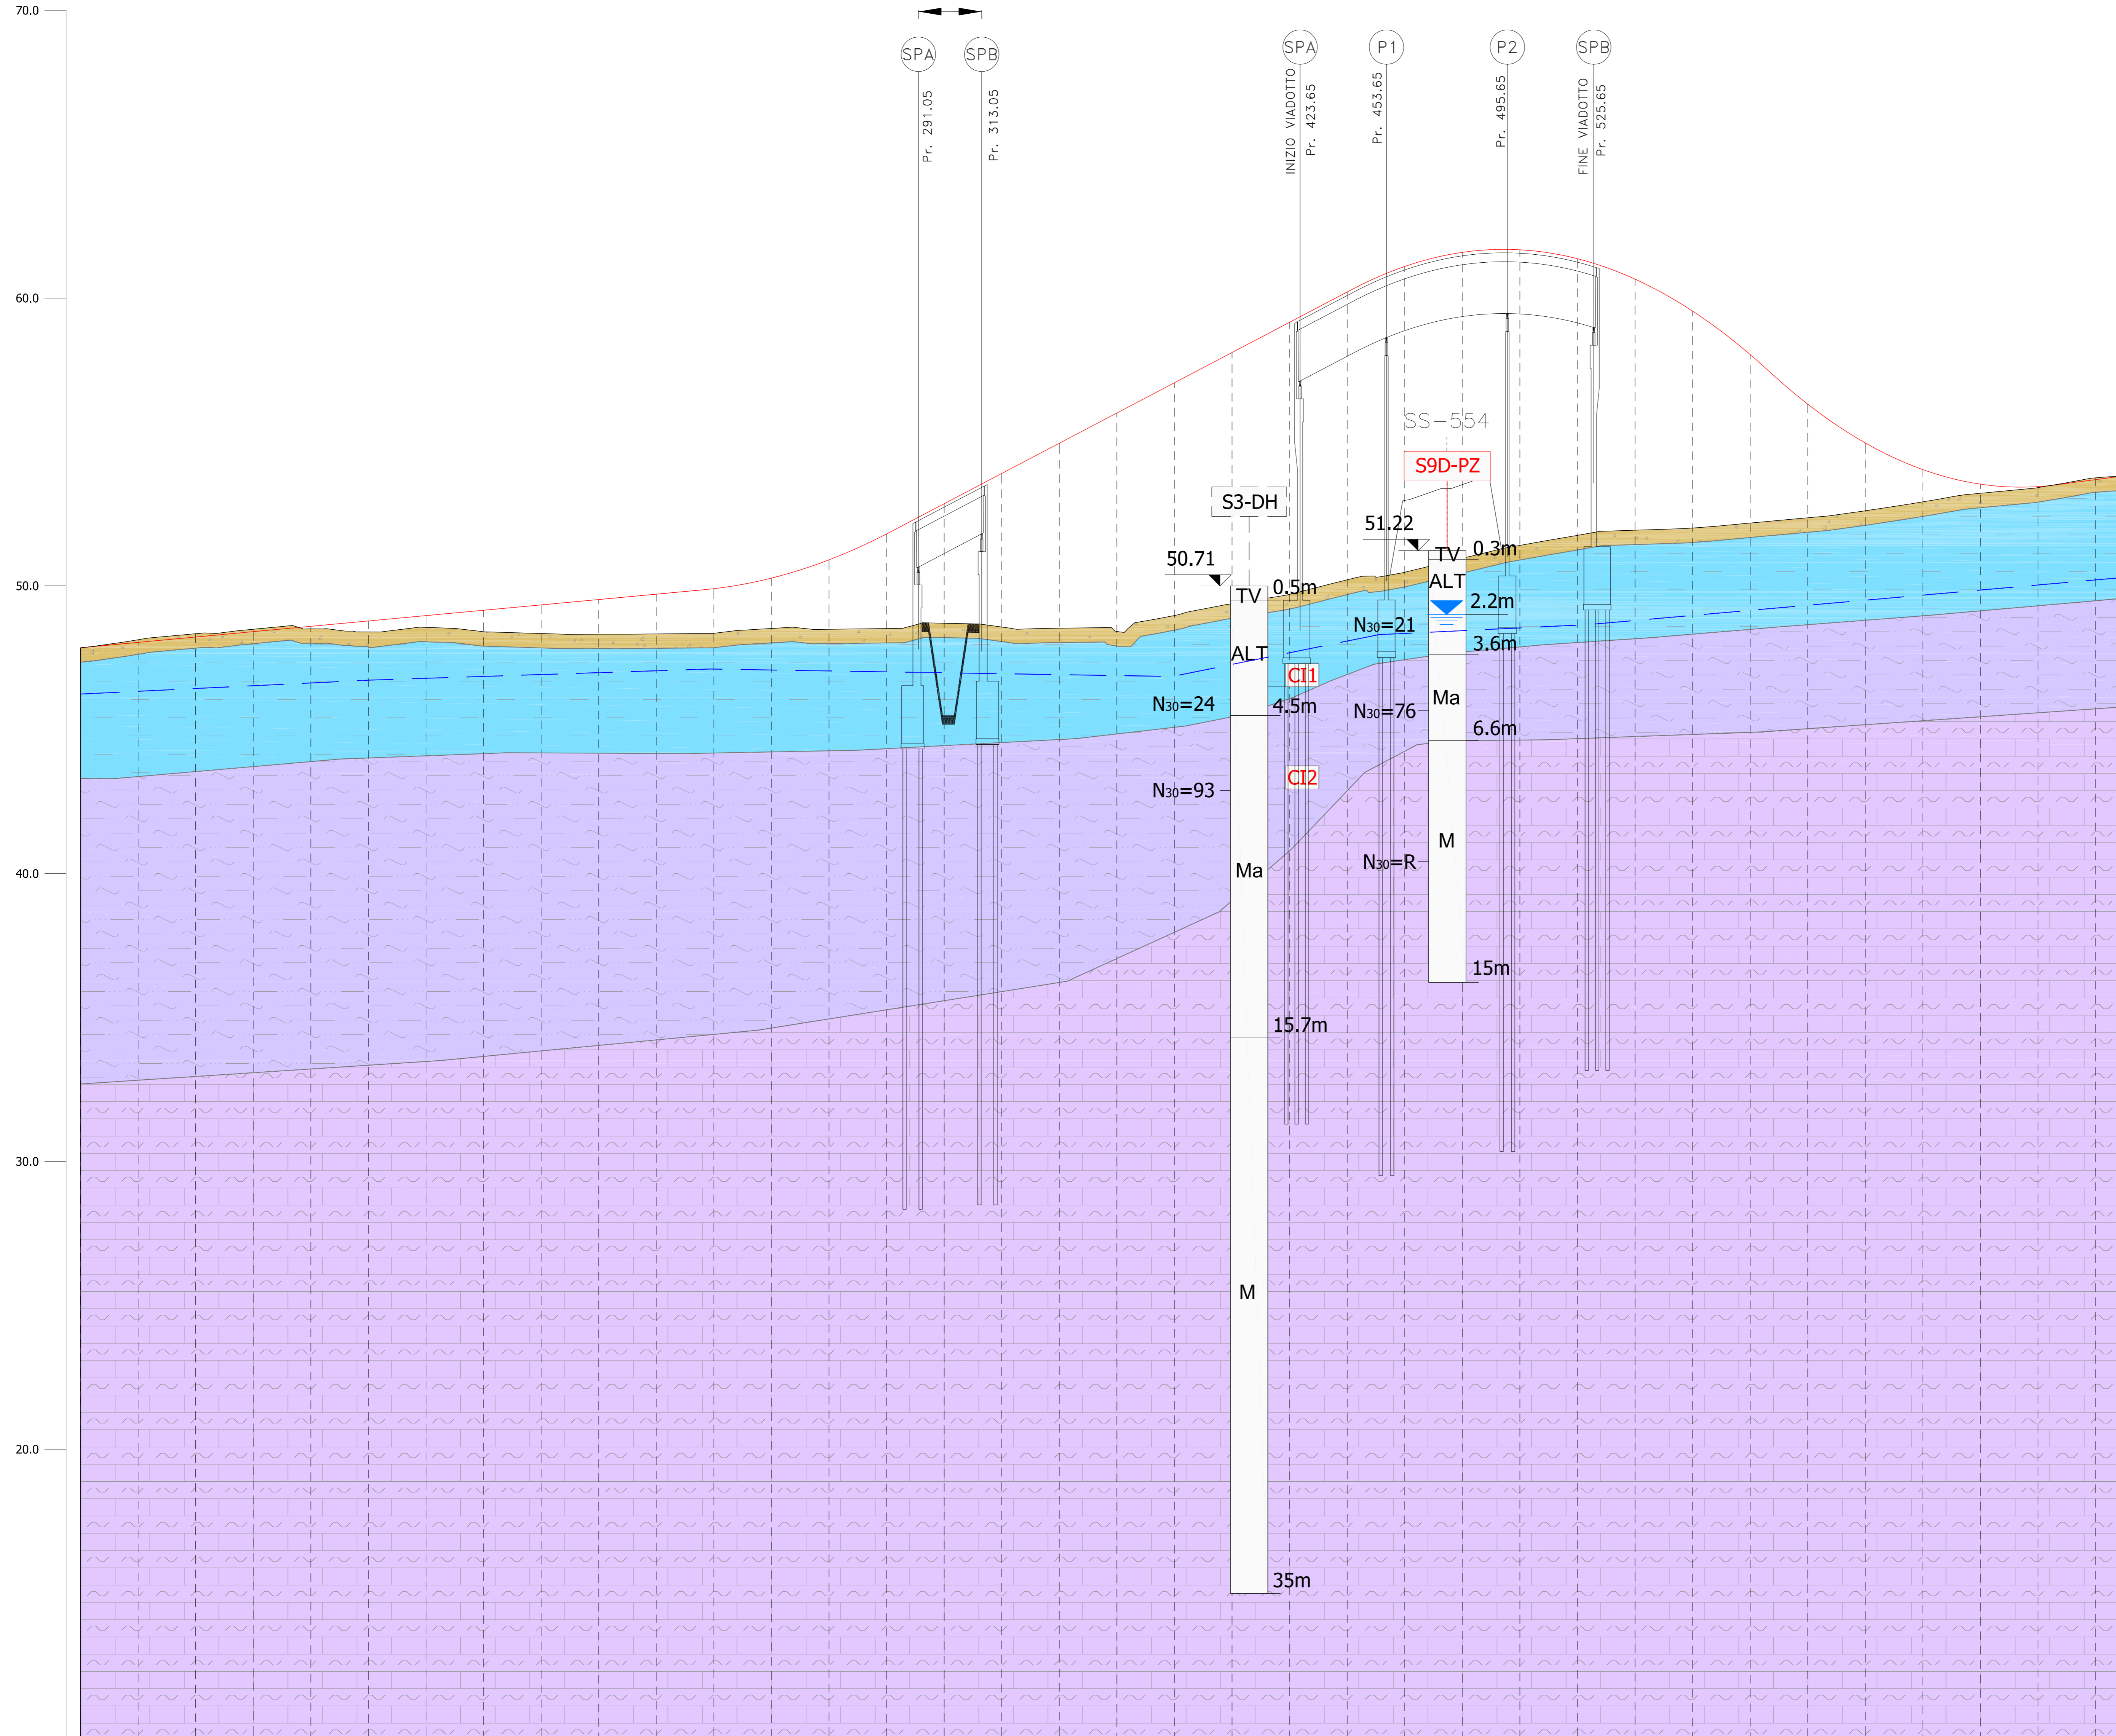 70.0
60.0
50.0
40.0
30.0
20.0
SPA
SPB
Pr. 291.05
Pr. 313.05
SPA
P1
P2
SPB
INIZIO VIADOTTO
Pr. 423.65
Pr. 453.65
Pr. 495.65
FINE VIADOTTO
Pr. 525.65
SS-554
S9D-PZ
S3-DH
51.22
50.71
TV
0.3m
ALT
2.2m
N30=21
3.6m
Ma
N30=76
6.6m
M
N30=R
15m
TV
0.5m
ALT
CI1
N30=24
4.5m
CI2
N30=93
Ma
15.7m
M
35m